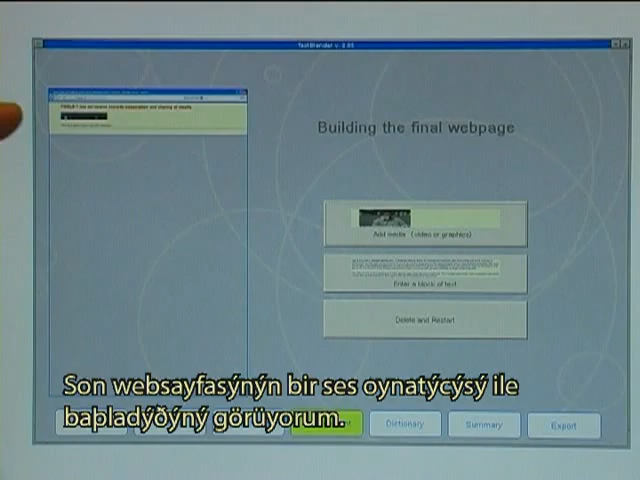 TextBlender v. 2.85
Building the final webpage
Add media (video or graphics)
Enter a block of text
Delete and Restart
Son websayfasýnýn bir ses oynatýcýsý ile
baþladýðýný görüyorum.
Dictionary
Summary
Export